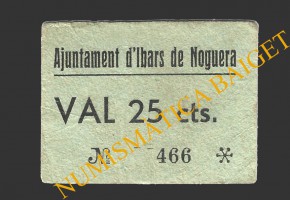 Ajuntament d'Ibars de Noguera
VAL 25 cts.
№ 466 ✲
NUMISMATICA BAIGET